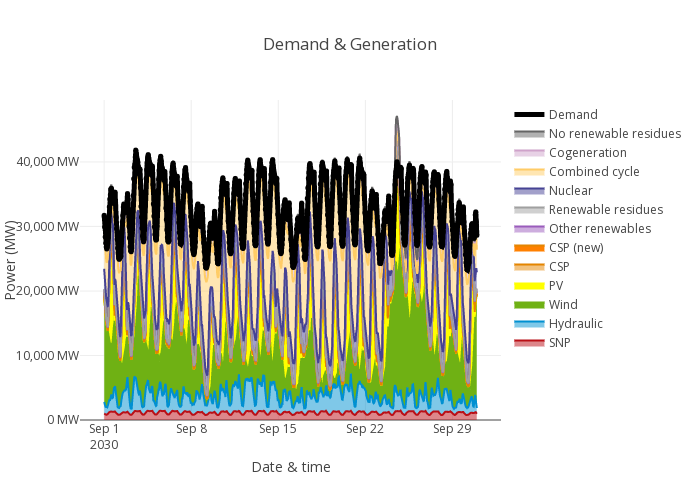 Demand & Generation
Power (MW)
40,000 MW
30,000 MW
20,000 MW
10,000 MW
0 MW
Sep 1
2030
Sep 8
Sep 15
Sep 22
Sep 29
Date & time
Demand
No renewable residues
Cogeneration
Combined cycle
Nuclear
Renewable residues
Other renewables
CSP (new)
CSP
PV
Wind
Hydraulic
SNP